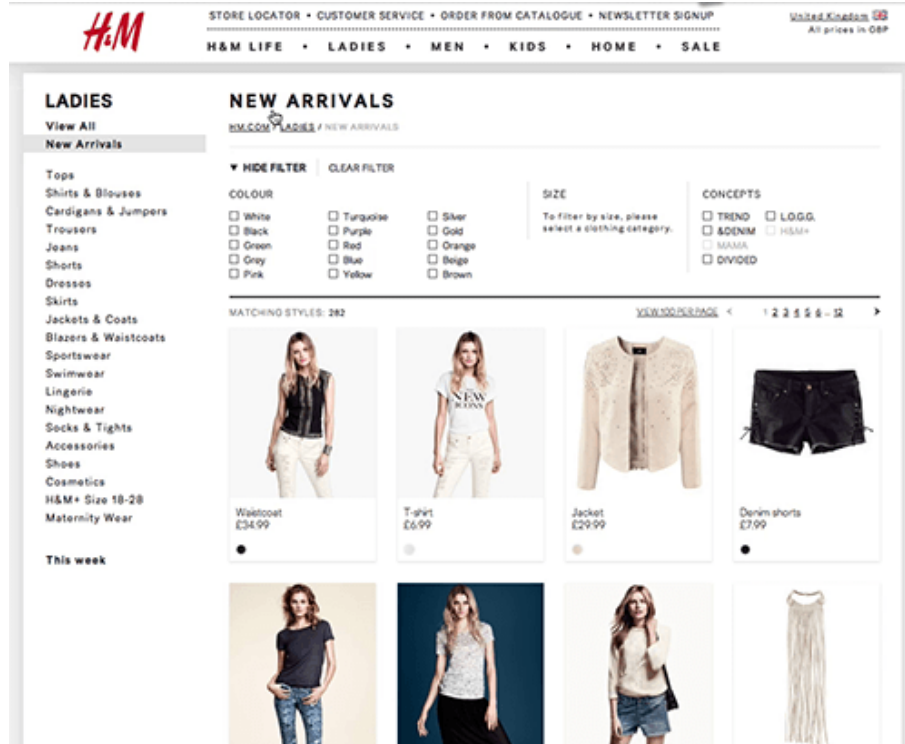 H&M
STORE LOCATOR • CUSTOMER SERVICE • ORDER FROM CATALOGUE • NEWSLETTER SIGNUP
United Kingdom
All prices in GBP
H&M LIFE • LADIES • MEN • KIDS • HOME • SALE
LADIES
View All
New Arrivals
Tops
Shirts & Blouses
Cardigans & Jumpers
Trousers
Jeans
Shorts
Dresses
Skirts
Jackets & Coats
Blazers & Waistcoats
Sportswear
Swimwear
Lingerie
Nightwear
Socks & Tights
Accessories
Shoes
Cosmetics
H&M+ Size 18-28
Maternity Wear
This week
NEW ARRIVALS
HM.COM / LADIES / NEW ARRIVALS
▼ HIDE FILTER CLEAR FILTER
COLOUR
White Turquoise Silver
Black Purple Gold
Green Red Orange
Grey Blue Beige
Pink Yellow Brown
SIZE
To filter by size, please
select a clothing category.
CONCEPTS
TREND L.O.G.G.
&DENIM H&M+
MAMA
DIVIDED
MATCHING STYLES: 282
VIEW 100 PER PAGE < 1 2 3 4 5 6 .. 12 >
THE
NEW
ICONS
Waistcoat
£34.99
T-shirt
£6.99
Jacket
£29.99
Denim shorts
£7.99